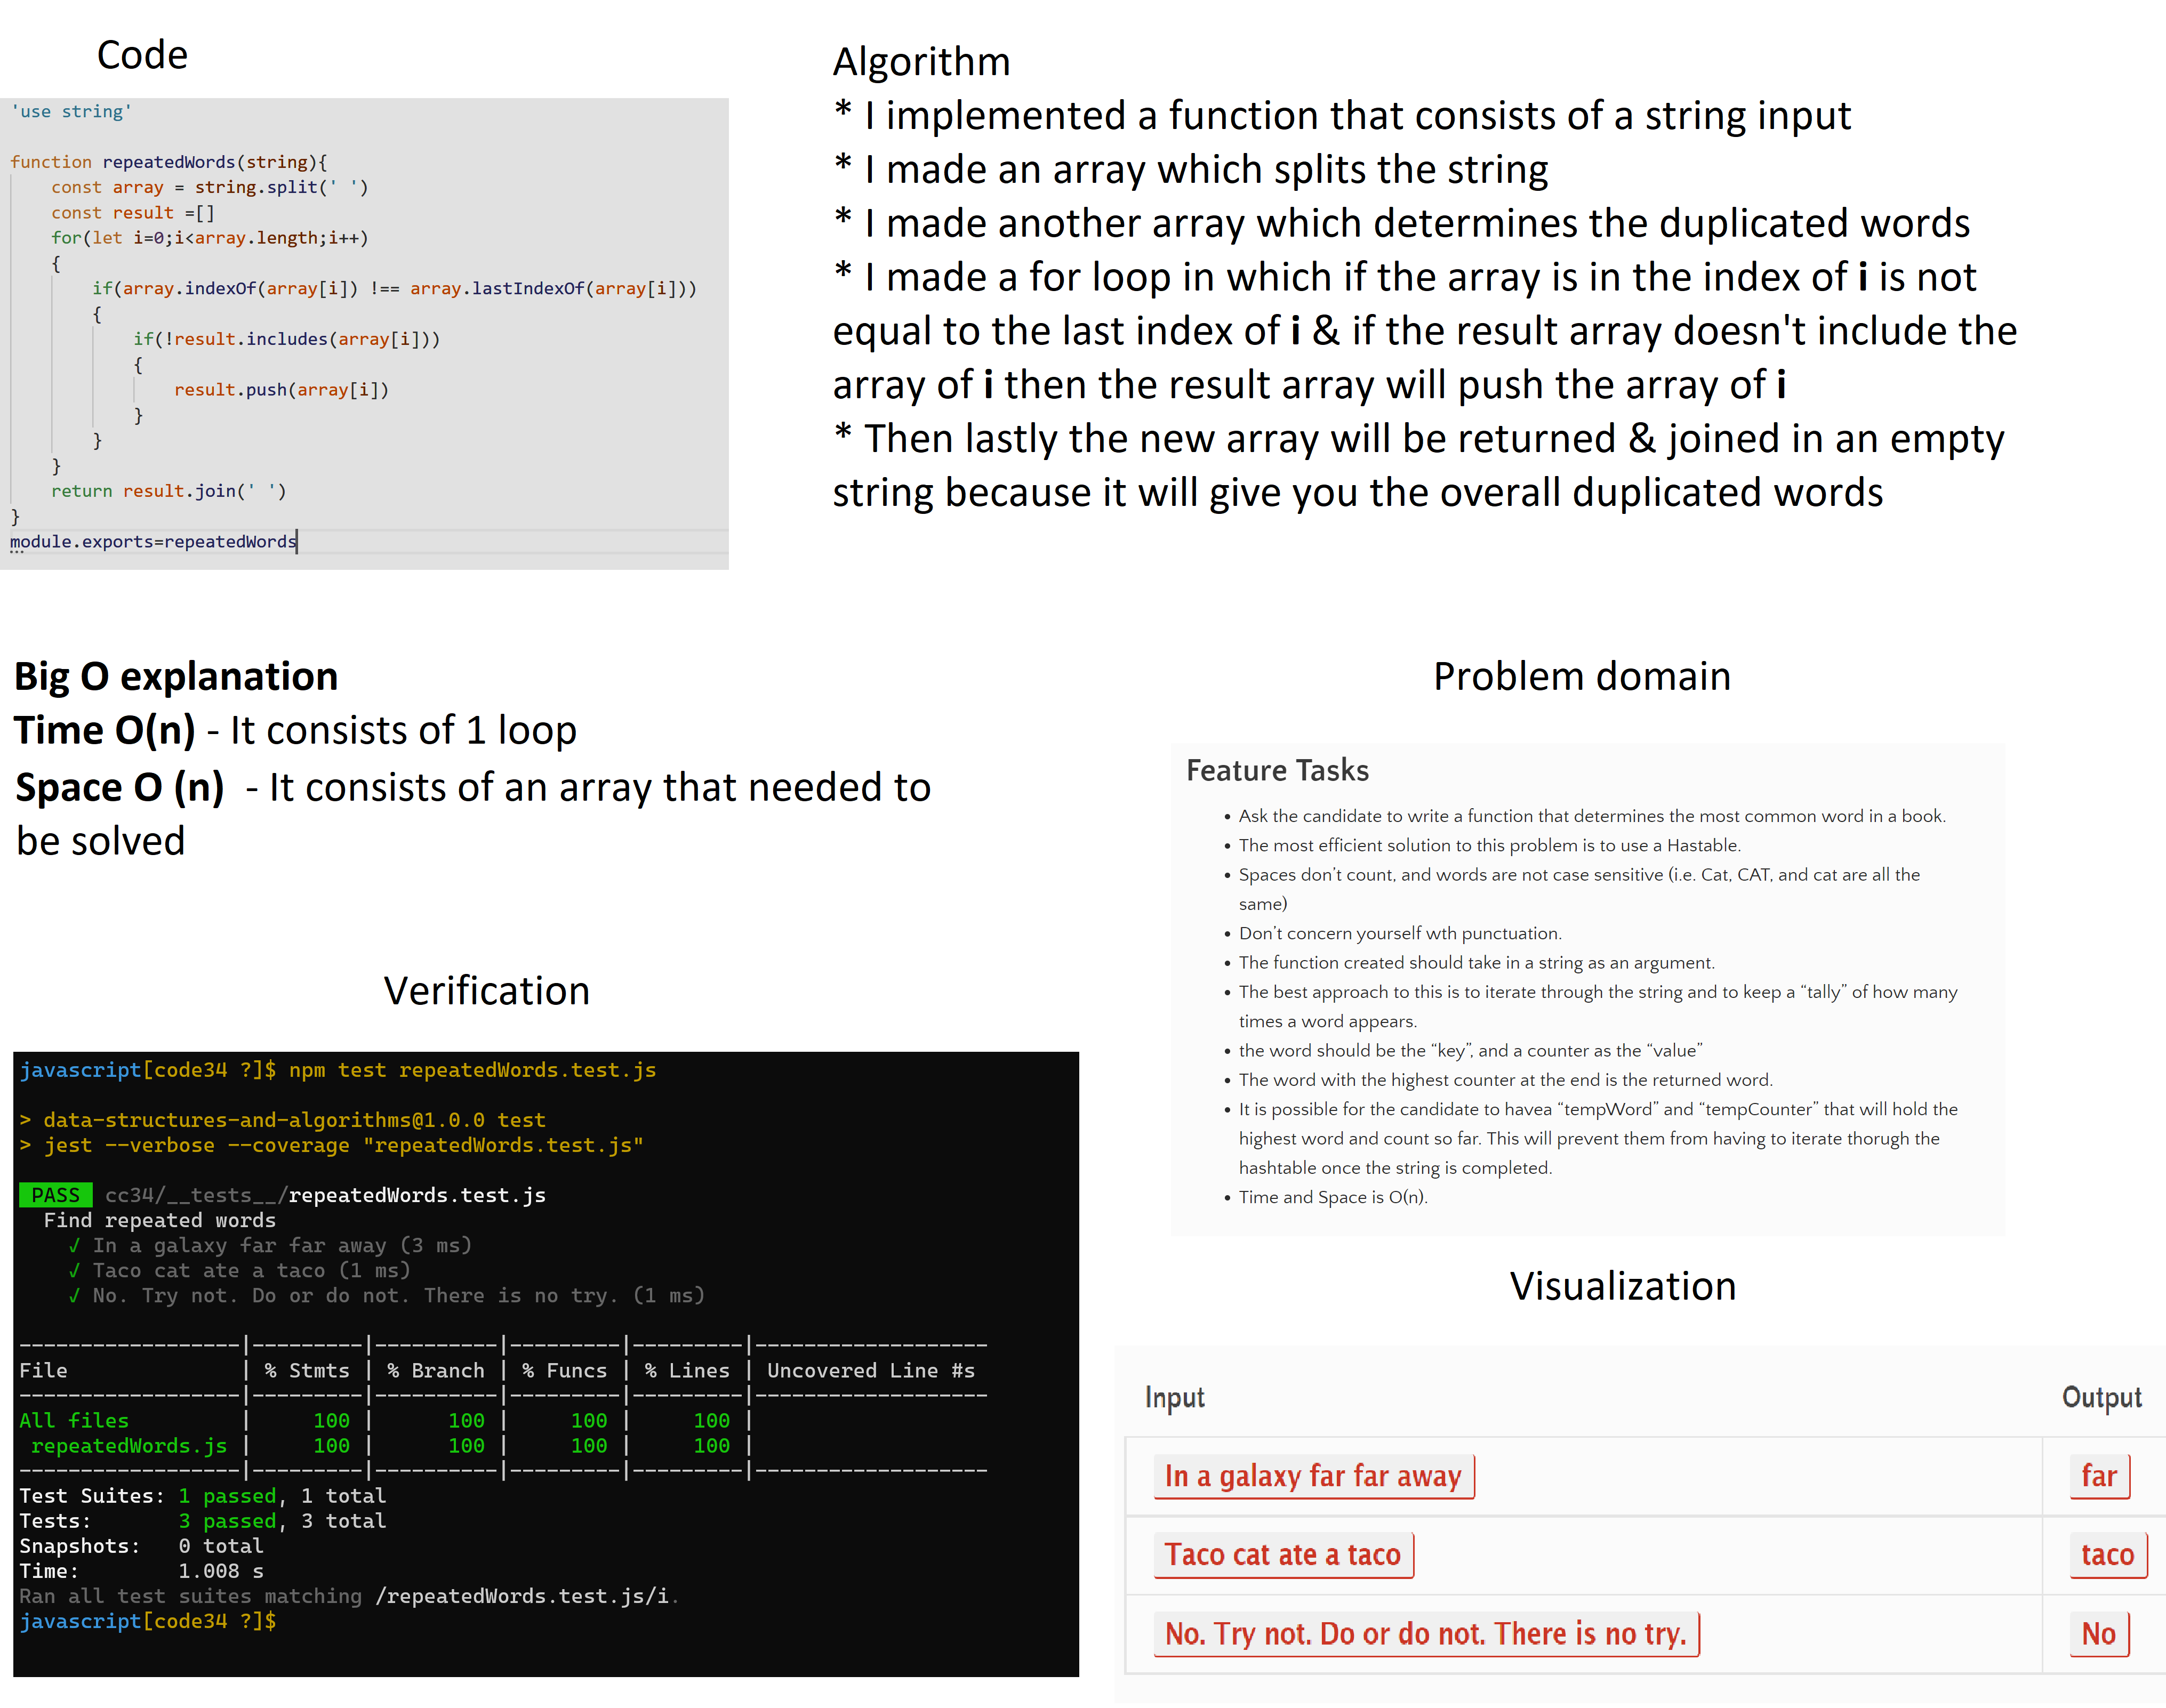 Code
'use string'
function repeatedWords(string){
const array = string.split(' ')
const result =[]
for(let i=0;i<array.length;i++)
{
if(array.indexOf(array[i]) !== array.lastIndexOf(array[i]))
{
if(!result.includes(array[i]))
{
result.push(array[i])
}
}
}
return result.join(' ')
}
module.exports=repeatedWords
Algorithm
* I implemented a function that consists of a string input
* I made an array which splits the string
* I made another array which determines the duplicated words
* I made a for loop in which if the array is in the index of i is not
equal to the last index of i & if the result array doesn't include the
array of i then the result array will push the array of i
* Then lastly the new array will be returned & joined in an empty
string because it will give you the overall duplicated words
Big O explanation
Time O(n) - It consists of 1 loop
Space O (n)  - It consists of an array that needed to
be solved
Problem domain
Feature Tasks
• Ask the candidate to write a function that determines the most common word in a book.
• The most efficient solution to this problem is to use a Hastable.
• Spaces don't count, and words are not case sensitive (i.e. Cat, CAT, and cat are all the
same)
• Don't concern yourself wth punctuation.
• The function created should take in a string as an argument.
• The best approach to this is to iterate through the string and to keep a “tally” of how many
times a word appears.
• the word should be the “key”, and a counter as the “value”
• The word with the highest counter at the end is the returned word.
• It is possible for the candidate to havea “tempWord” and “tempCounter” that will hold the
highest word and count so far. This will prevent them from having to iterate thorugh the
hashtable once the string is completed.
• Time and Space is O(n).
Verification
javascript[code34 ?]$ npm test repeatedWords.test.js
> data-structures-and-algorithms@1.0.0 test
> jest --verbose --coverage "repeatedWords.test.js"
PASS cc34/__tests__/repeatedWords.test.js
Find repeated words
√ In a galaxy far far away (3 ms)
√ Taco cat ate a taco (1 ms)
√ No. Try not. Do or do not. There is no try. (1 ms)
-----------------|---------|----------|---------|---------|-------------------
File | % Stmts | % Branch | % Funcs | % Lines | Uncovered Line #s
-----------------|---------|----------|---------|---------|-------------------
All files | 100 | 100 | 100 | 100 |
repeatedWords.js | 100 | 100 | 100 | 100 |
-----------------|---------|----------|---------|---------|-------------------
Test Suites: 1 passed, 1 total
Tests: 3 passed, 3 total
Snapshots: 0 total
Time: 1.008 s
Ran all test suites matching /repeatedWords.test.js/i.
javascript[code34 ?]$
Visualization
Input Output
In a galaxy far far away far
Taco cat ate a taco taco
No. Try not. Do or do not. There is no try. No